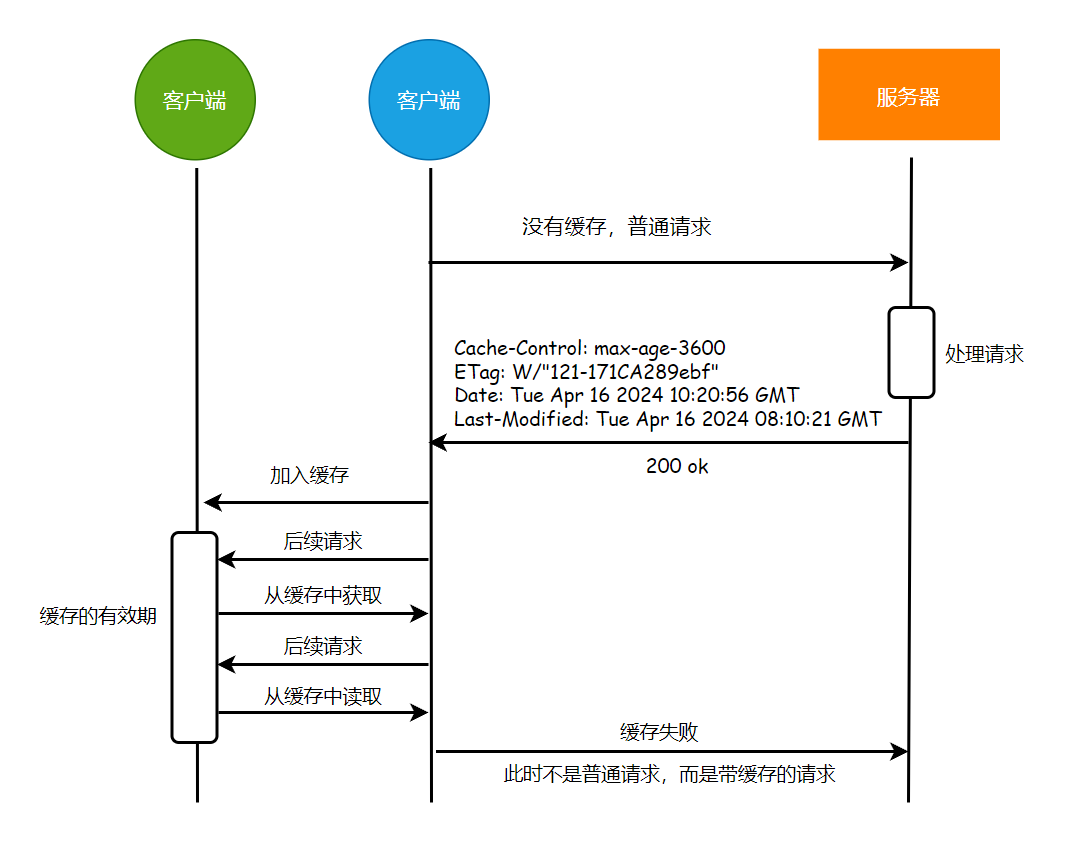 客户端
客户端
服务器
没有缓存，普通请求
处理请求
Cache-Control: max-age-3600
ETag: W/"121-171CA289ebf"
Date: Tue Apr 16 2024 10:20:56 GMT
Last-Modified: Tue Apr 16 2024 08:10:21 GMT
200 ok
加入缓存
后续请求
从缓存中获取
缓存的有效期
后续请求
从缓存中读取
缓存失败
此时不是普通请求，而是带缓存的请求